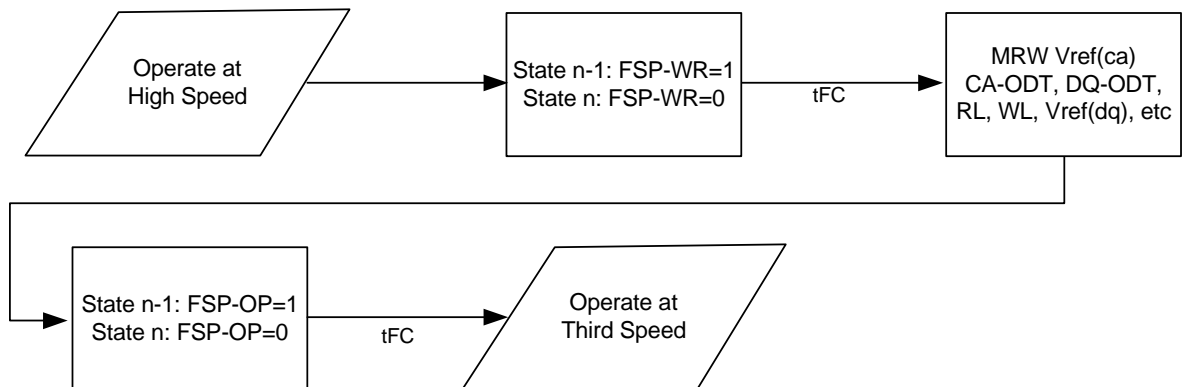 Operate at
High Speed
State n-1: FSP-WR=1
State n: FSP-WR=0
tFC
MRW Vref(ca)
CA-ODT, DQ-ODT,
RL, WL, Vref(dq), etc
State n-1: FSP-OP=1
State n: FSP-OP=0
tFC
Operate at
Third Speed